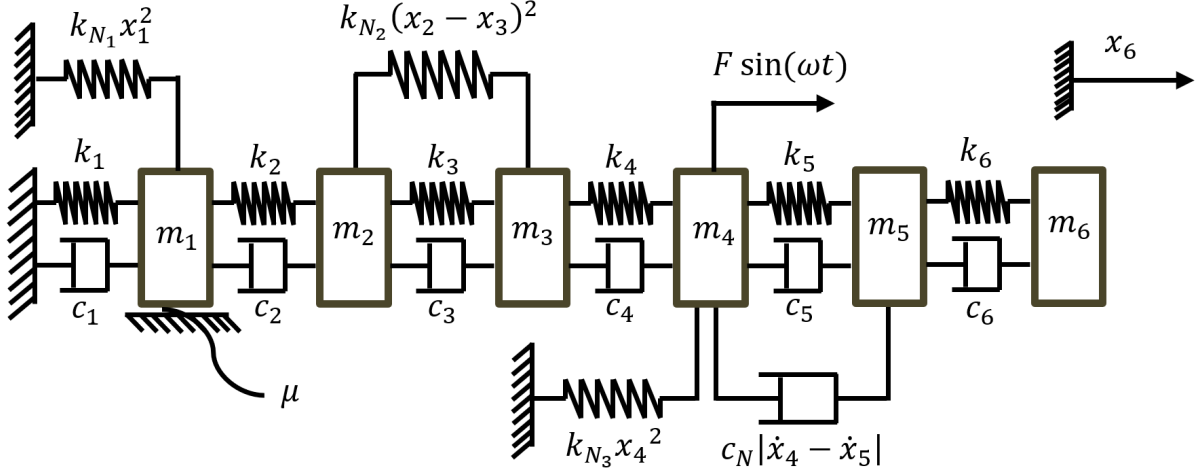 k_{N_1} x_1^2
k_{N_2} (x_2 − x_3)^2
F sin(ωt)
x_6
k_1
k_2
k_3
k_4
k_5
k_6
m_1
m_2
m_3
m_4
m_5
m_6
c_1
c_2
c_3
c_4
c_5
c_6
μ
k_{N_3} x_4^2
c_N |ẋ_4 − ẋ_5|